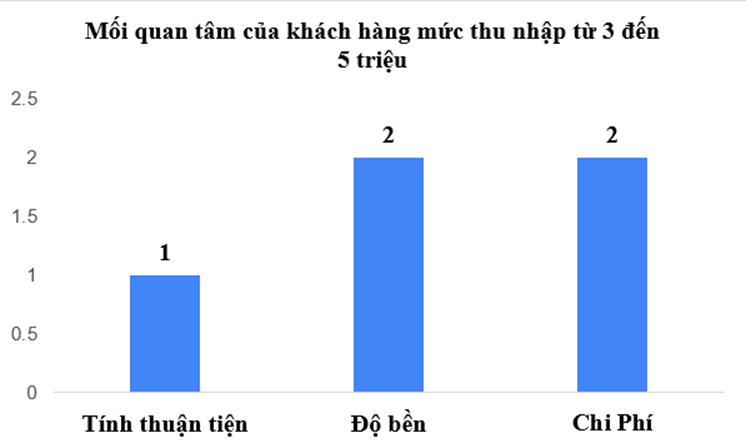 Mối quan tâm của khách hàng mức thu nhập từ 3 đến
5 triệu
2.5
2
1.5
1
0.5
0
1
2
2
Tính thuận tiện
Độ bền
Chi Phí